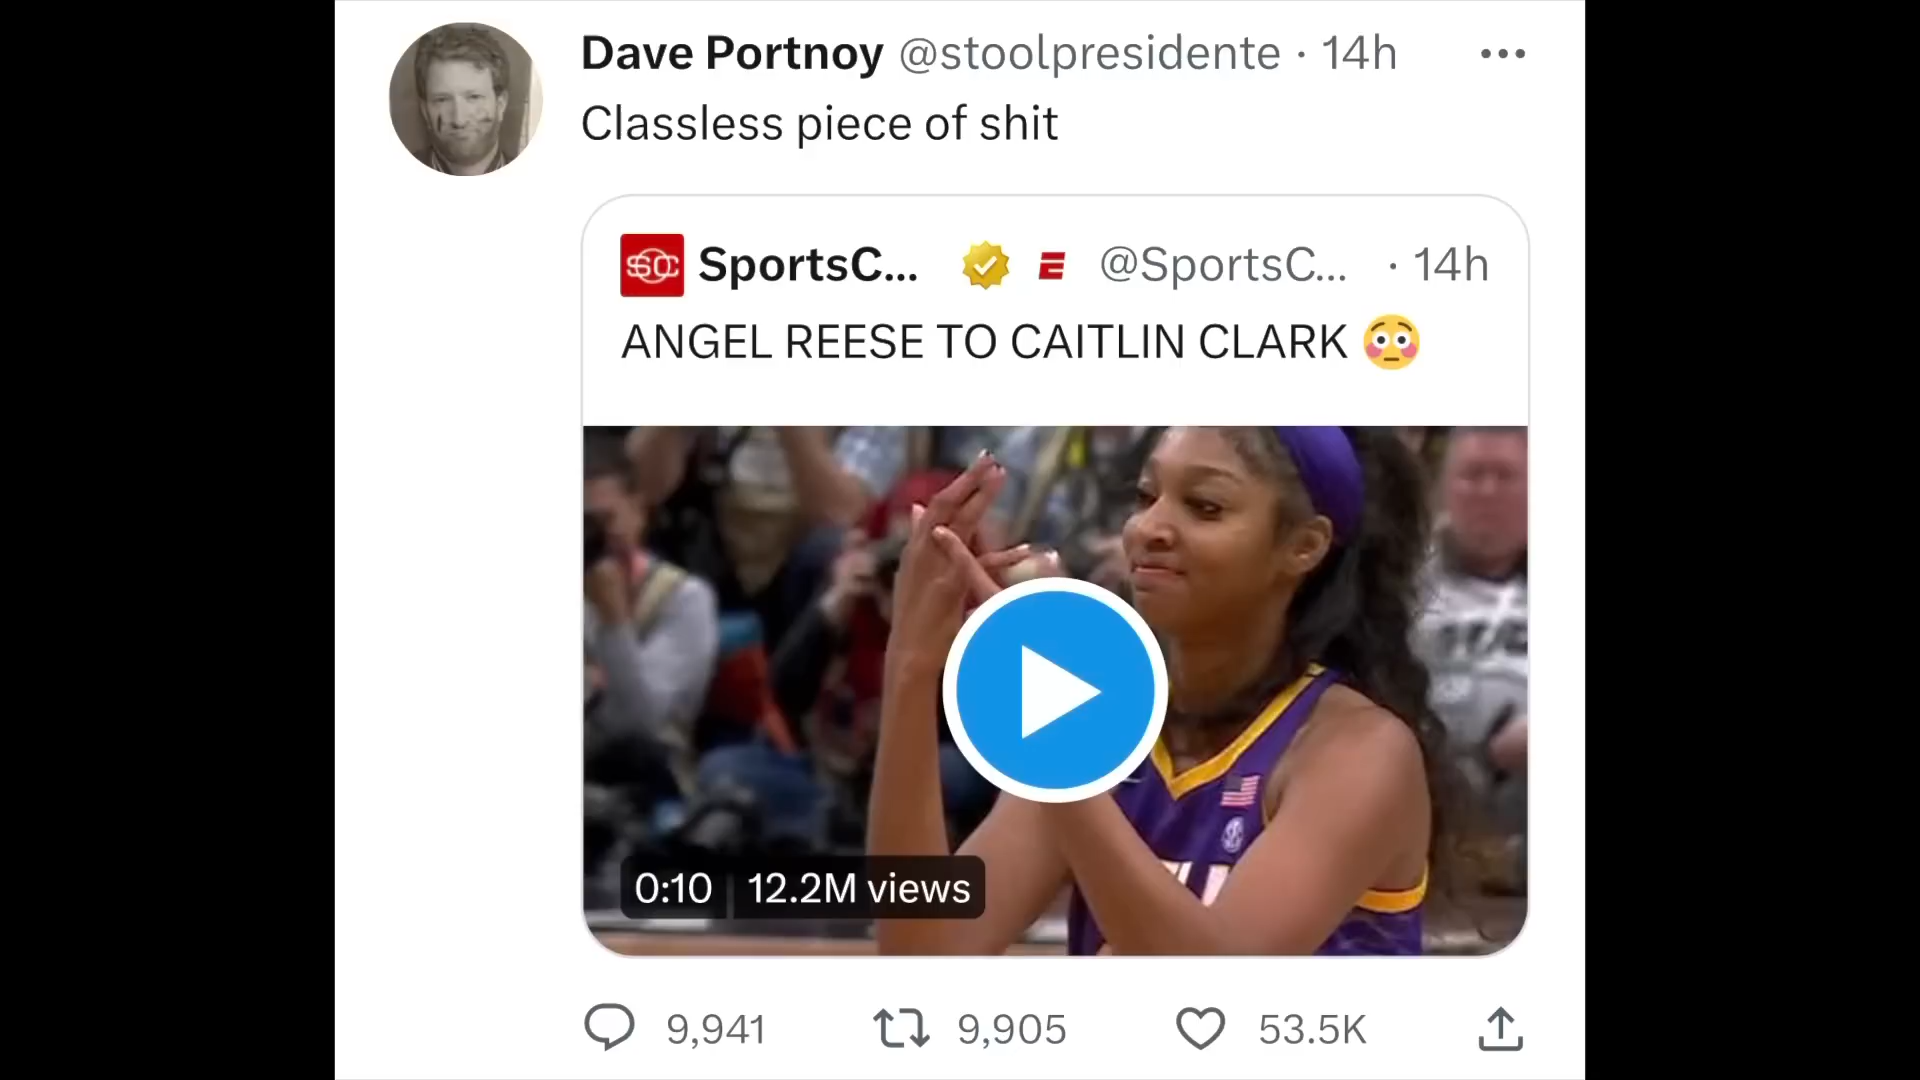 Dave Portnoy @stoolpresidente · 14h
Classless piece of shit
SC SportsC... E @SportsC... · 14h
ANGEL REESE TO CAITLIN CLARK 😳
0:10 12.2M views
9,941 9,905 53.5K